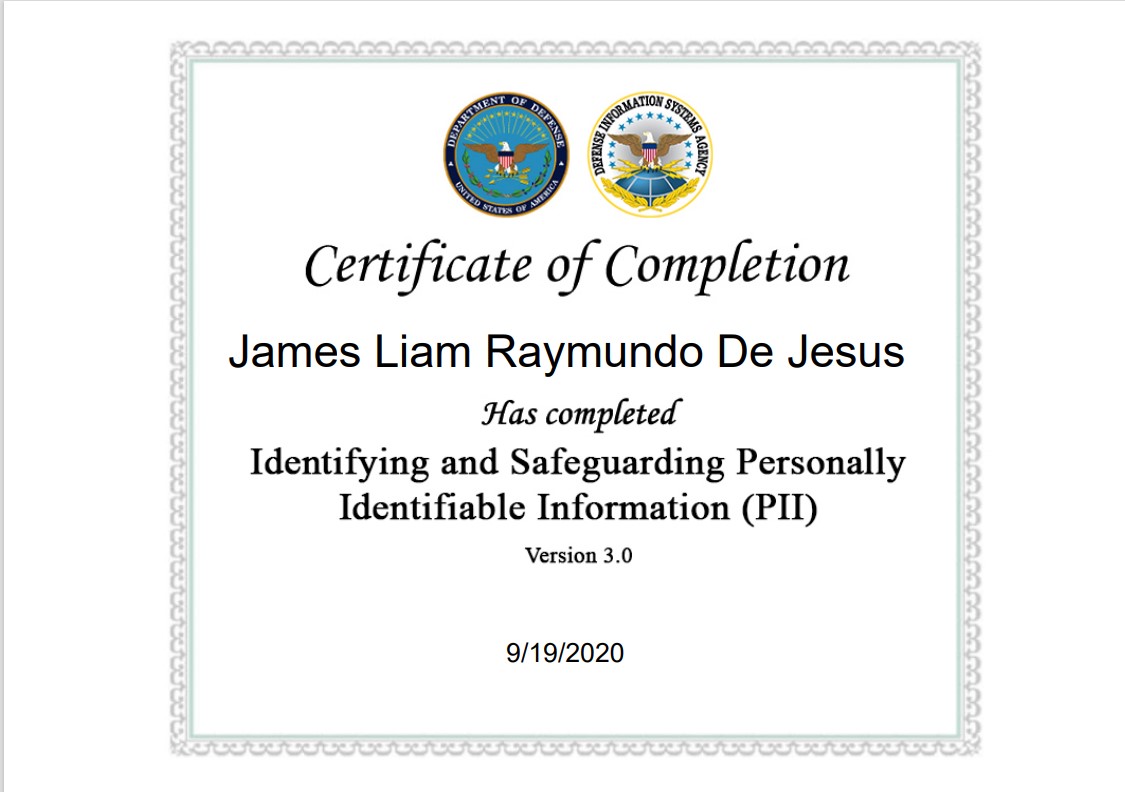 DEPARTMENT OF DEFENSE
UNITED STATES OF AMERICA
DEFENSE INFORMATION SYSTEMS AGENCY
Certificate of Completion
James Liam Raymundo De Jesus
Has completed
Identifying and Safeguarding Personally
Identifiable Information (PII)
Version 3.0
9/19/2020